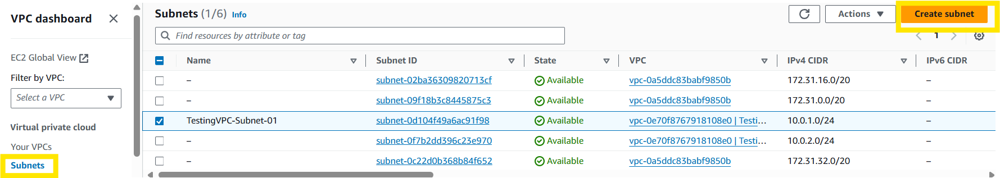 VPC dashboard
EC2 Global View
Filter by VPC:
Select a VPC
Virtual private cloud
Your VPCs
Subnets
Subnets (1/6) Info
Actions
Create subnet
Find resources by attribute or tag
1
Name Subnet ID State VPC IPv4 CIDR IPv6 CIDR
– subnet-02ba36309820713cf Available vpc-0a5ddc83babf9850b 172.31.16.0/20 –
– subnet-09f18b3c8445875c3 Available vpc-0a5ddc83babf9850b 172.31.0.0/20 –
TestingVPC-Subnet-01 subnet-0d104f49a6ac91f98 Available vpc-0e70f8767918108e0 | Testi... 10.0.1.0/24 –
– subnet-0f7b2dd396c23e970 Available vpc-0e70f8767918108e0 | Testi... 10.0.2.0/24 –
– subnet-0c22d0b368b84f652 Available vpc-0a5ddc83babf9850b 172.31.32.0/20 –